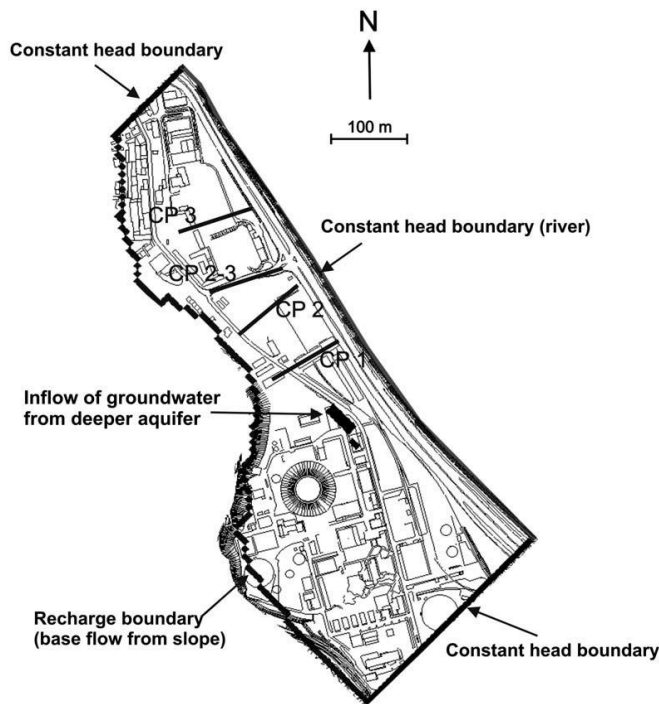 N
Constant head boundary
100 m
CP 3
Constant head boundary (river)
CP 2-3
CP 2
CP 1
Inflow of groundwater
from deeper aquifer
Recharge boundary
(base flow from slope)
Constant head boundary